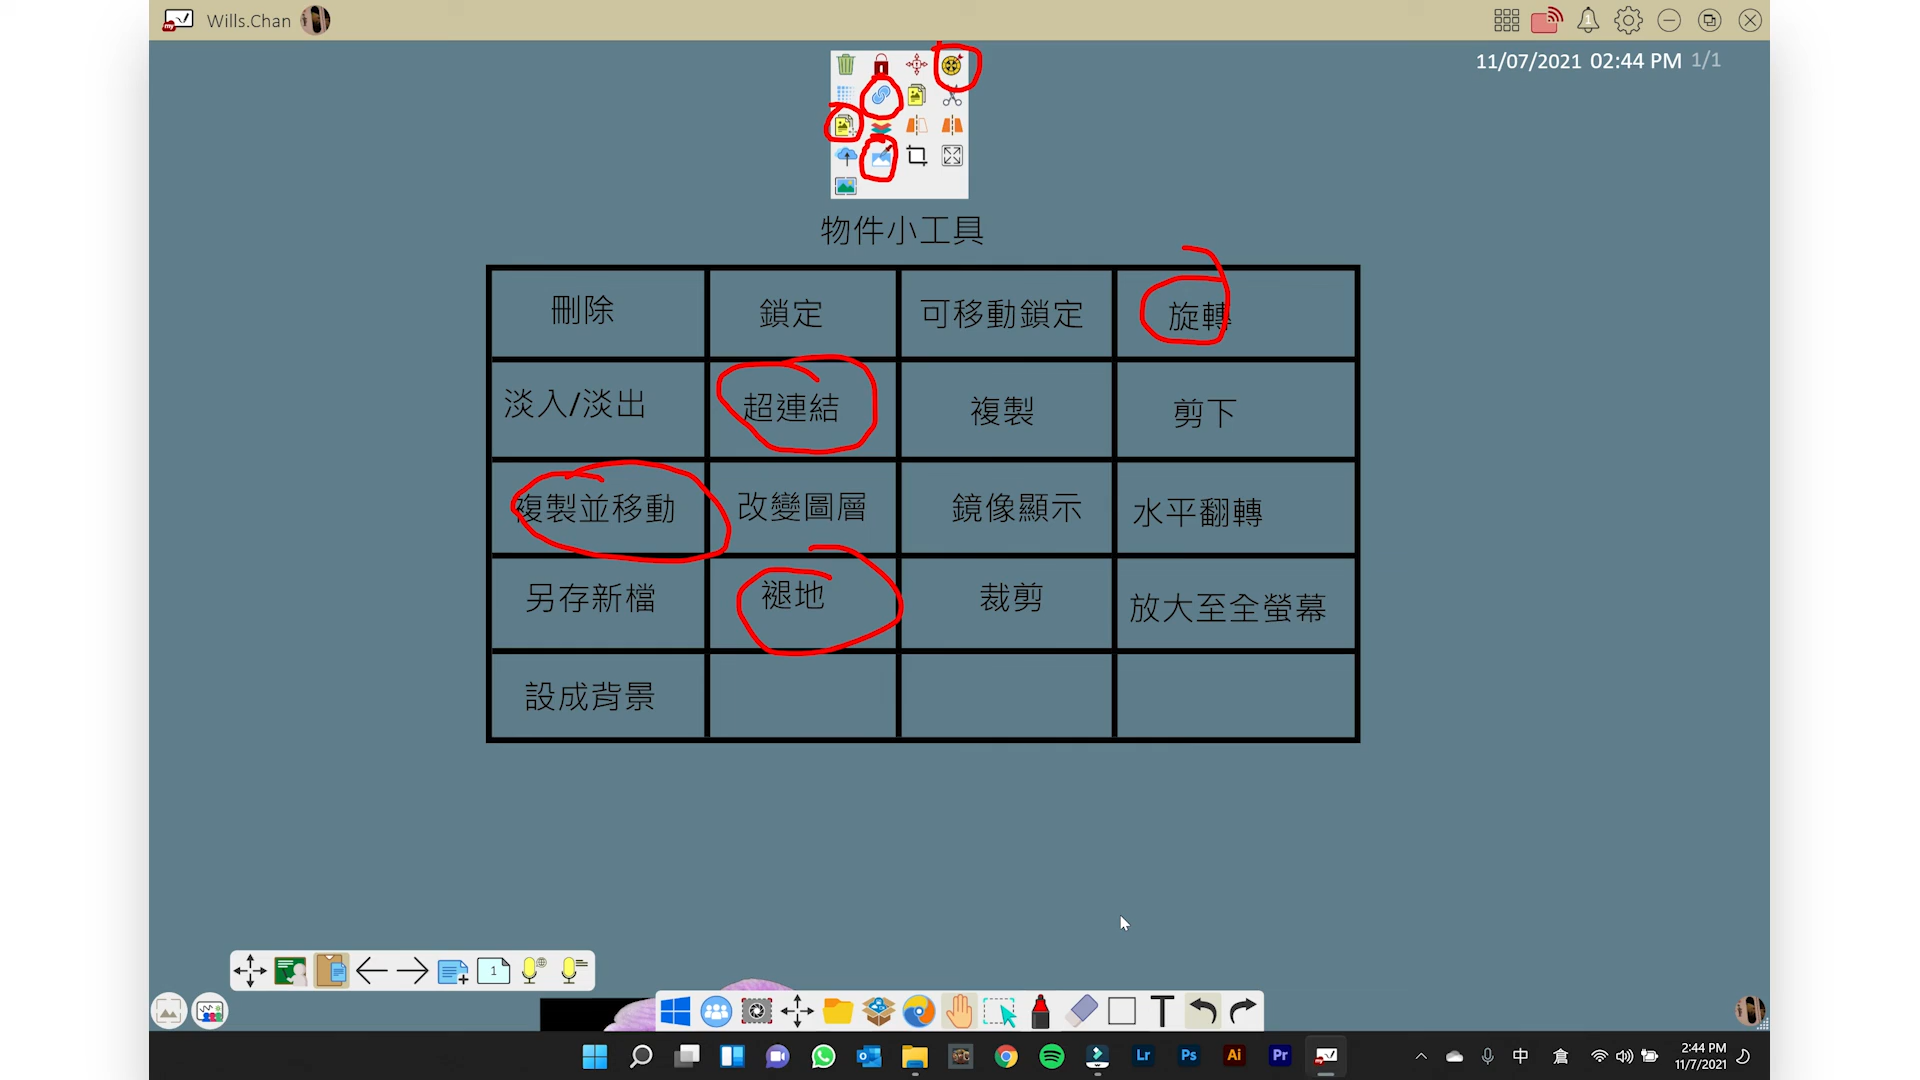 Wills.Chan
11/07/2021 02:44 PM 1/1
物件小工具
刪除 鎖定 可移動鎖定 旋轉
淡入/淡出 超連結 複製 剪下
複製並移動 改變圖層 鏡像顯示 水平翻轉
另存新檔 褪地 裁剪 放大至全螢幕
設成背景
1
T
Lr Ps Ai Pr
中 倉
2:44 PM
11/7/2021